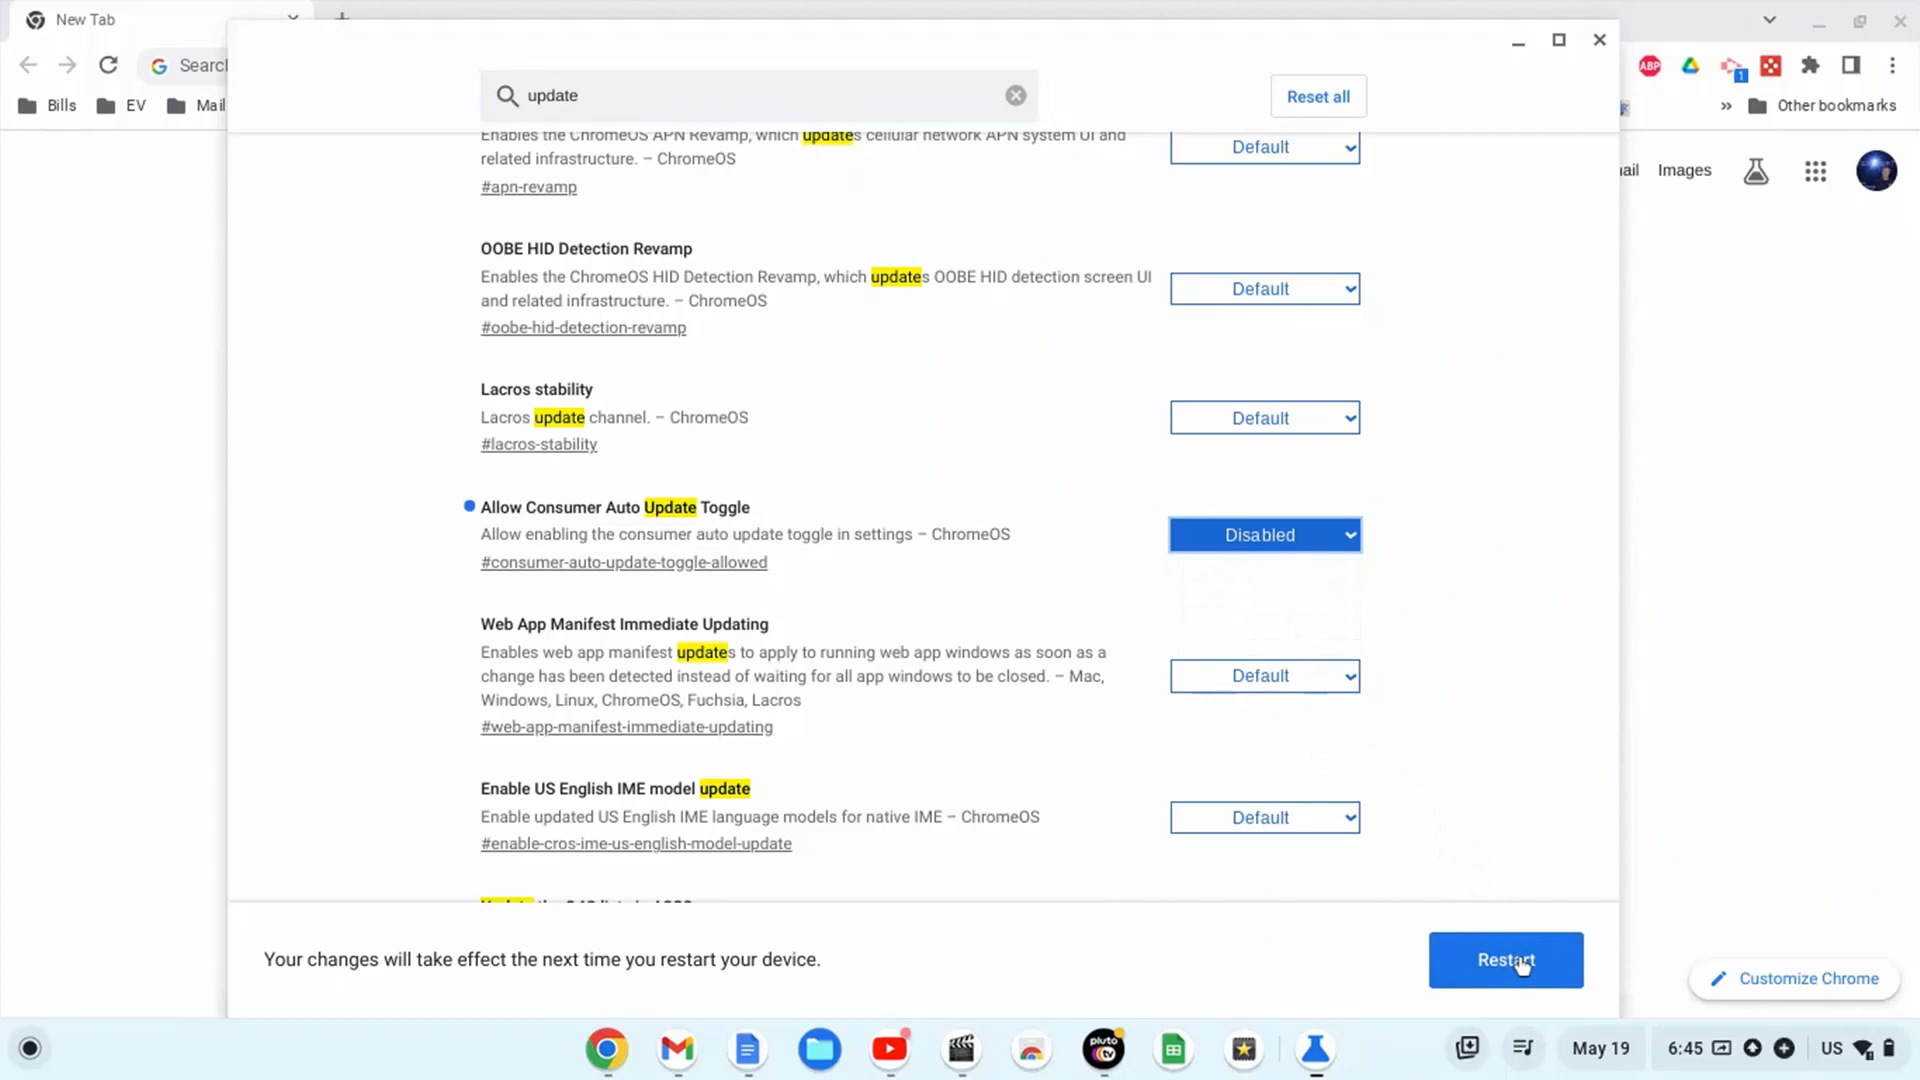 New Tab
Search
Bills
EV
Mail
Other bookmarks
ABP
1
ail
Images
update
Reset all
Enables the ChromeOS APN Revamp, which updates cellular network APN system UI and
related infrastructure. – ChromeOS
#apn-revamp
Default
OOBE HID Detection Revamp
Enables the ChromeOS HID Detection Revamp, which updates OOBE HID detection screen UI
and related infrastructure. – ChromeOS
#oobe-hid-detection-revamp
Default
Lacros stability
Lacros update channel. – ChromeOS
#lacros-stability
Default
Allow Consumer Auto Update Toggle
Allow enabling the consumer auto update toggle in settings – ChromeOS
#consumer-auto-update-toggle-allowed
Disabled
Web App Manifest Immediate Updating
Enables web app manifest updates to apply to running web app windows as soon as a
change has been detected instead of waiting for all app windows to be closed. – Mac,
Windows, Linux, ChromeOS, Fuchsia, Lacros
#web-app-manifest-immediate-updating
Default
Enable US English IME model update
Enable updated US English IME language models for native IME – ChromeOS
#enable-cros-ime-us-english-model-update
Default
Your changes will take effect the next time you restart your device.
Restart
Customize Chrome
pluto tv
May 19
6:45
US